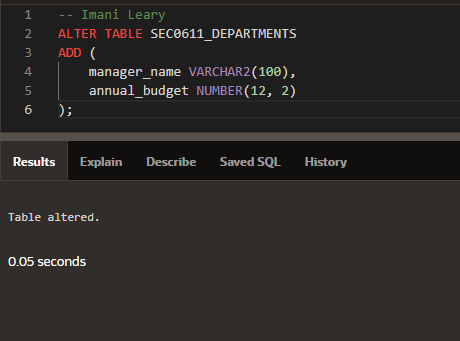 1 -- Imani Leary
2 ALTER TABLE SEC0611_DEPARTMENTS
3 ADD (
4     manager_name VARCHAR2(100),
5     annual_budget NUMBER(12, 2)
6 );
Results Explain Describe Saved SQL History
Table altered.
0.05 seconds